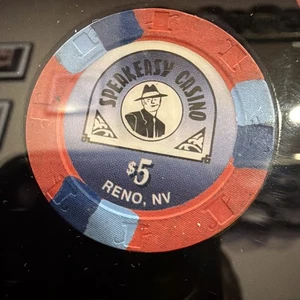 SPEAKEASY CASINO
$5
RENO, NV